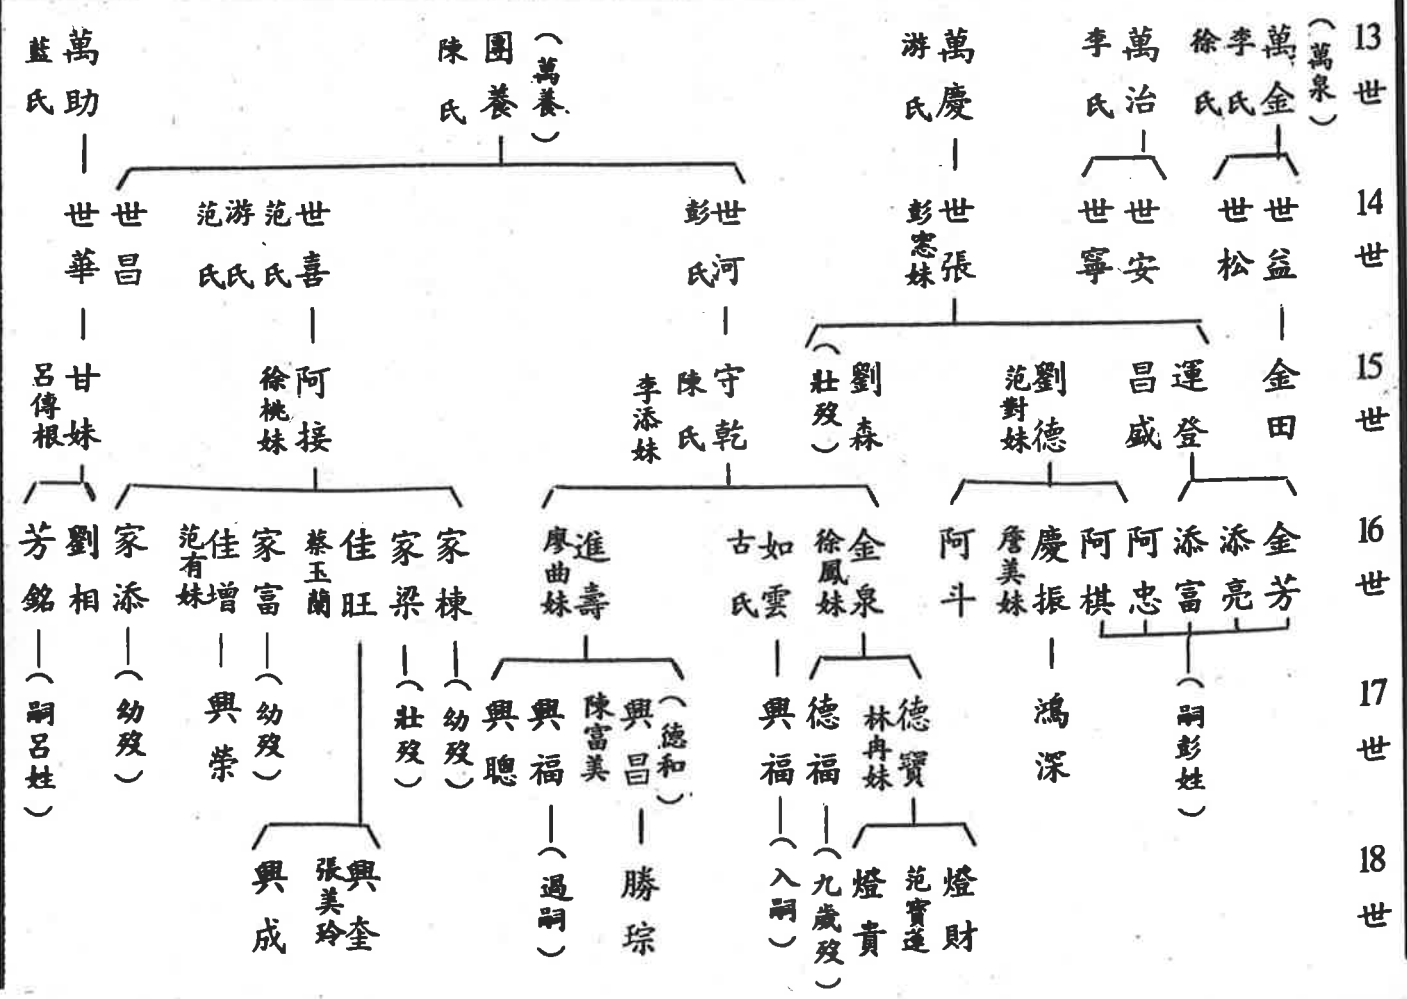 13世
(萬泉)
萬金
李氏
徐氏
萬治
李氏
萬慶
游氏
(萬養)
團養
陳氏
萬助
藍氏
14世
世益
世松
世安
世寧
世張
彭窓妹
世河
彭氏
世喜
范氏
游氏
范氏
世昌
世華
15世
金田
運登
昌盛
劉德
范對妹
劉森
(壯歿)
守乾
陳氏
李添妹
阿接
徐桃妹
甘妹
呂傳根
16世
金芳
添亮
添富
阿忠
阿棋
慶振
詹美妹
阿斗
金泉
徐鳳妹
如雲
古氏
進壽
廖曲妹
家棟
家梁
佳旺
蔡玉蘭
家富
佳增
范有妹
家添
劉相
芳銘
17世
(嗣彭姓)
鴻深
德寶
林冉妹
德福
興福
(德和)
興昌
陳富美
興福
興聰
(幼歿)
(壯歿)
(幼歿)
興榮
(幼歿)
(嗣呂姓)
18世
燈財
范寶蓮
燈貴
(九歲歿)
(入嗣)
勝琮
(過嗣)
興奎
張美玲
興成